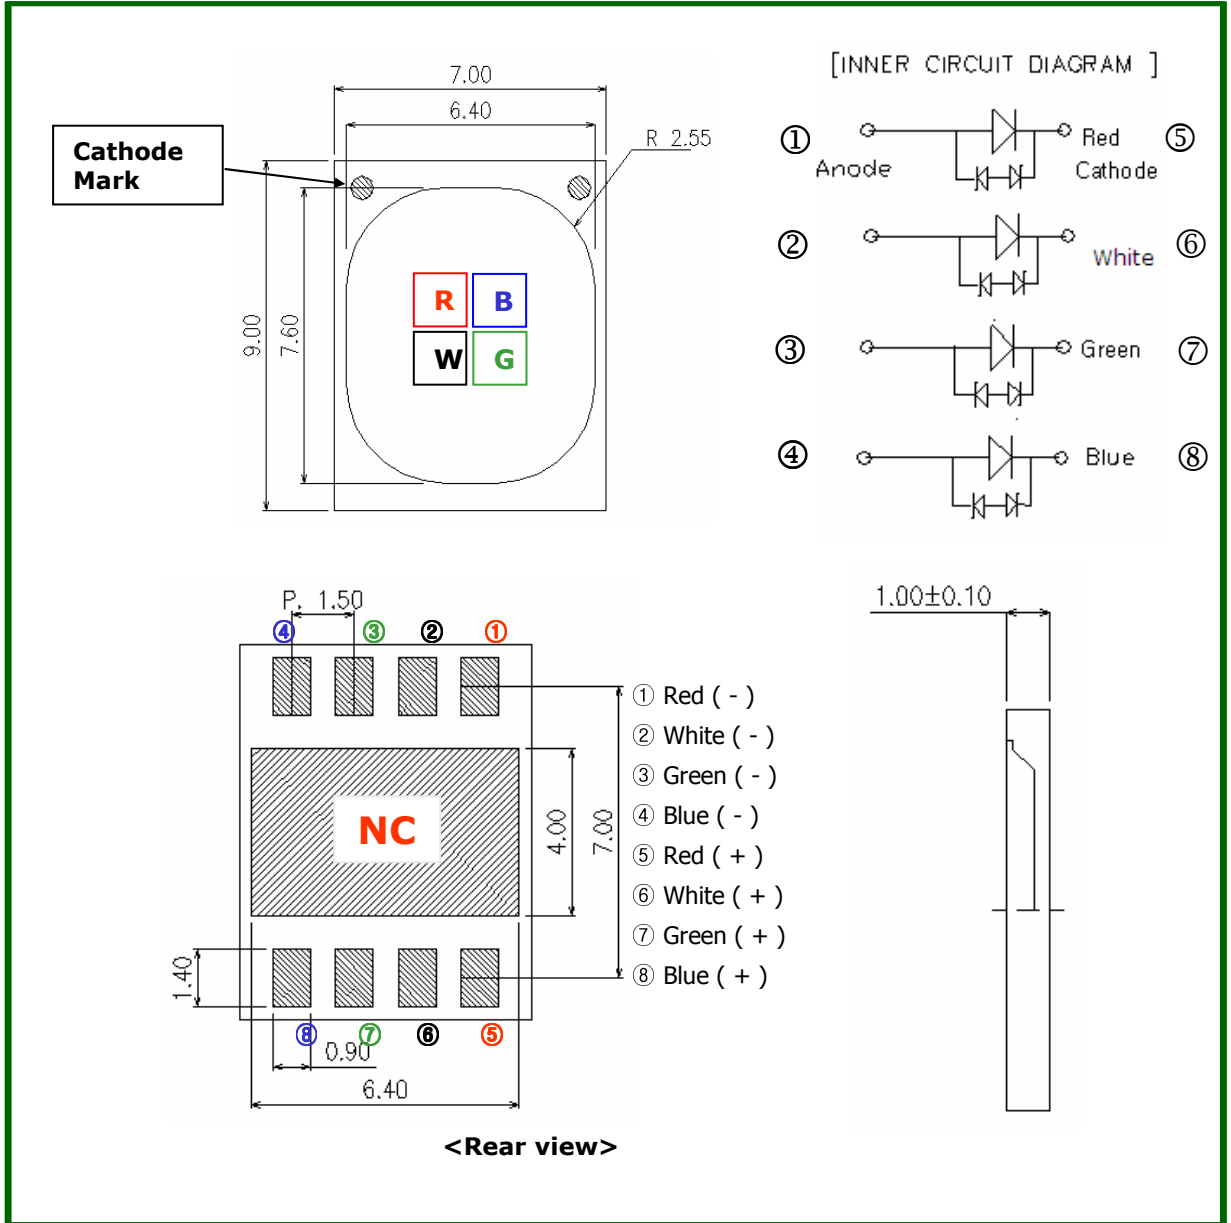 [INNER CIRCUIT DIAGRAM ]
7.00
6.40
R 2.55
Cathode
Mark
9.00
7.60
R B
W G
① Anode Red Cathode ⑤
② White ⑥
③ Green ⑦
④ Blue ⑧
P. 1.50
④ ③ ② ①
NC
4.00
7.00
1.40
⑧ ⑦ ⑥ ⑤
0.90
6.40
① Red ( - )
② White ( - )
③ Green ( - )
④ Blue ( - )
⑤ Red ( + )
⑥ White ( + )
⑦ Green ( + )
⑧ Blue ( + )
1.00±0.10
<Rear view>